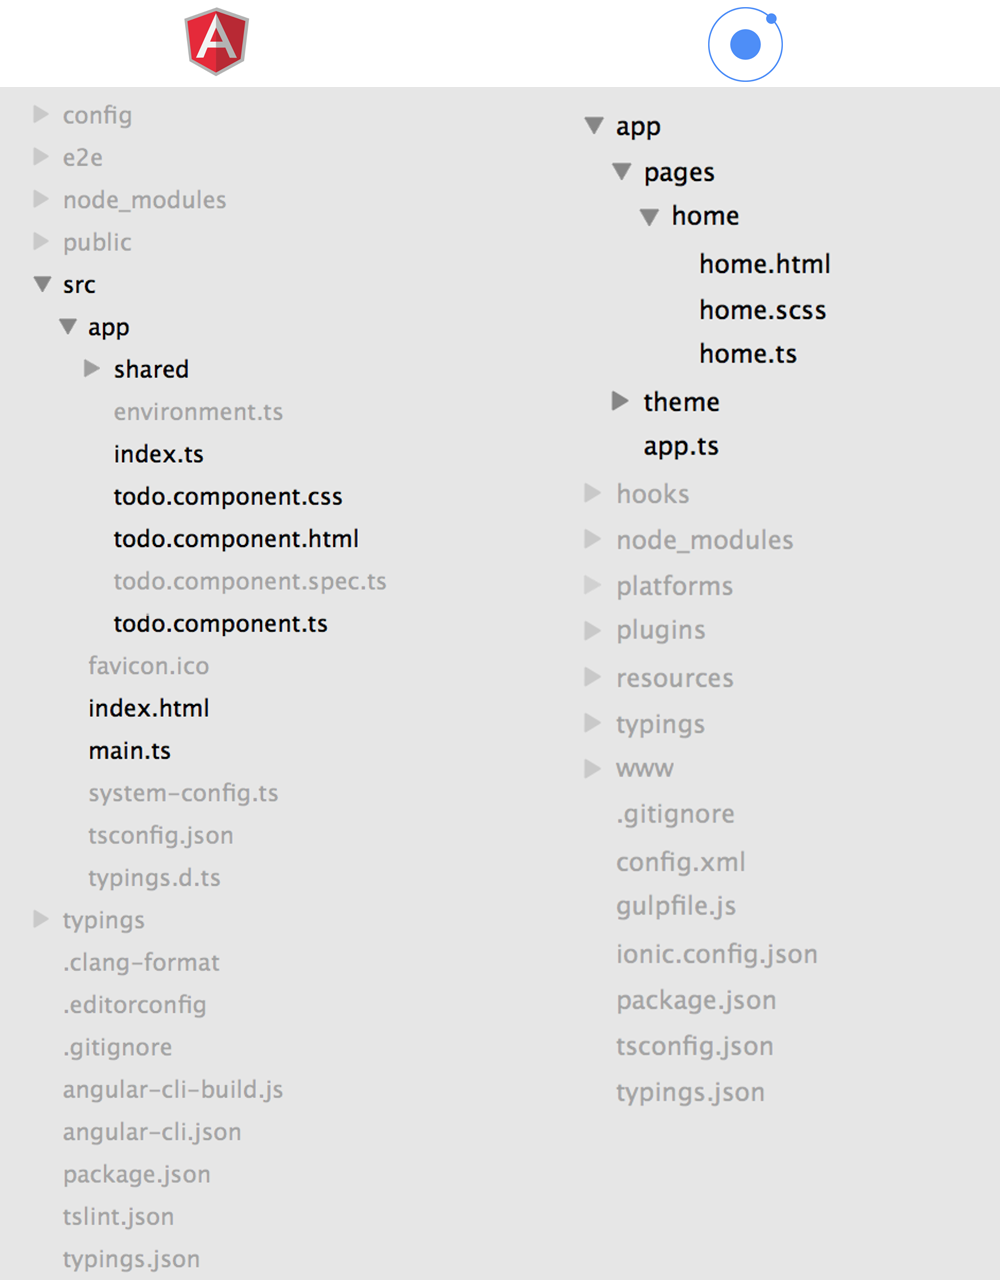 config
e2e
node_modules
public
src
app
shared
environment.ts
index.ts
todo.component.css
todo.component.html
todo.component.spec.ts
todo.component.ts
favicon.ico
index.html
main.ts
system-config.ts
tsconfig.json
typings.d.ts
typings
.clang-format
.editorconfig
.gitignore
angular-cli-build.js
angular-cli.json
package.json
tslint.json
typings.json
app
pages
home
home.html
home.scss
home.ts
theme
app.ts
hooks
node_modules
platforms
plugins
resources
typings
www
.gitignore
config.xml
gulpfile.js
ionic.config.json
package.json
tsconfig.json
typings.json